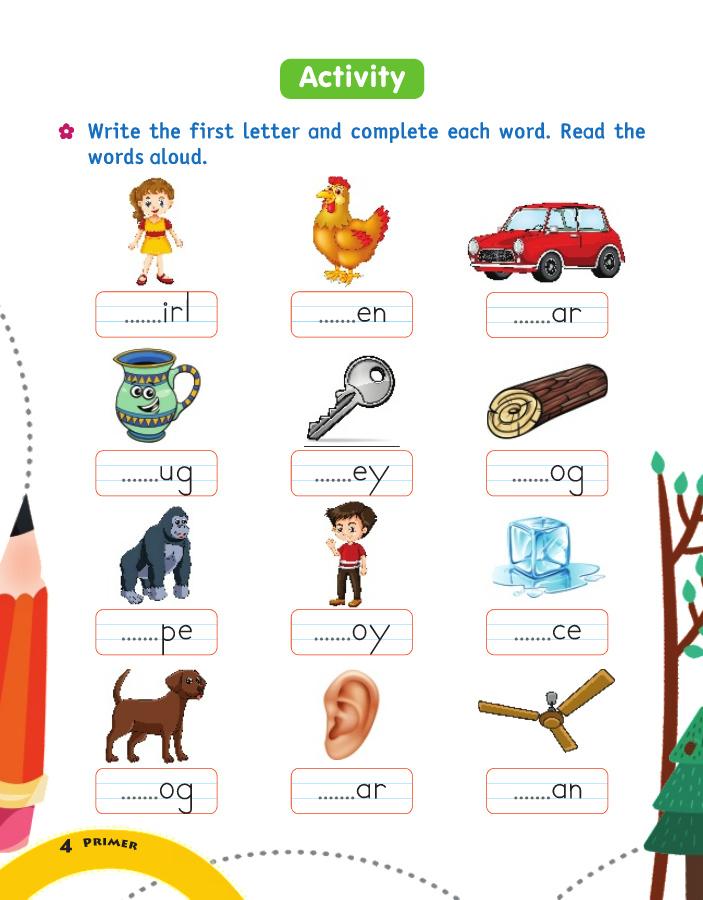 Activity
Write the first letter and complete each word. Read the
words aloud.
.......irl .......en .......ar
.......ug .......ey .......og
.......pe .......oy .......ce
.......og .......ar .......an
4 PRIMER